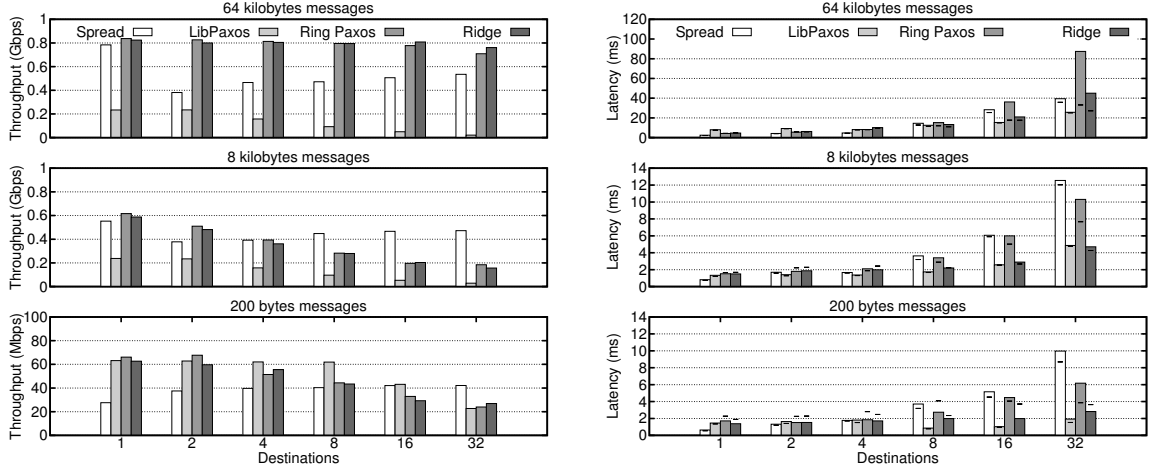 64 kilobytes messages
Spread LibPaxos Ring Paxos Ridge
Throughput (Gbps)
1
0.8
0.6
0.4
0.2
0
8 kilobytes messages
Throughput (Gbps)
1
0.8
0.6
0.4
0.2
0
200 bytes messages
Throughput (Mbps)
100
80
60
40
20
0
1 2 4 8 16 32
Destinations
64 kilobytes messages
Spread LibPaxos Ring Paxos Ridge
Latency (ms)
120
100
80
60
40
20
0
8 kilobytes messages
Latency (ms)
14
12
10
8
6
4
2
0
200 bytes messages
Latency (ms)
14
12
10
8
6
4
2
0
1 2 4 8 16 32
Destinations